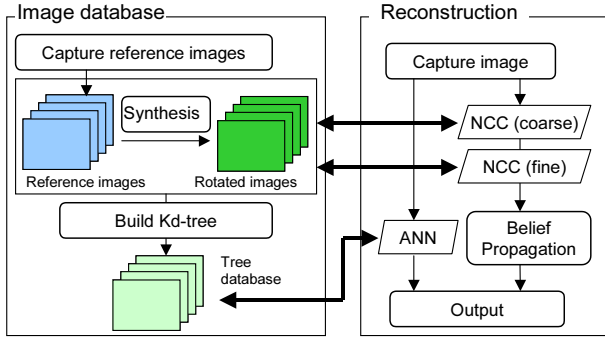 Image database
Capture reference images
Synthesis
Reference images
Rotated images
Build Kd-tree
Tree
database
Reconstruction
Capture image
NCC (coarse)
NCC (fine)
ANN
Belief
Propagation
Output